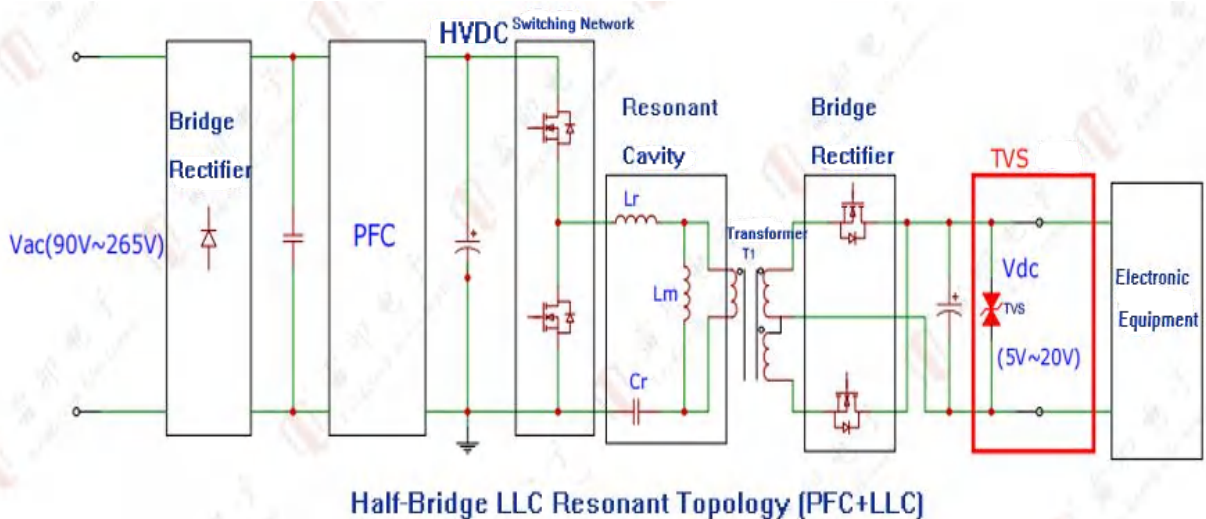 HVDC
Switching Network
Bridge
Rectifier
Vac(90V~265V)
PFC
Resonant
Cavity
Lr
Lm
Cr
Transformer
T1
Bridge
Rectifier
TVS
Vdc
TVS
(5V~20V)
Electronic
Equipment
Half-Bridge LLC Resonant Topology (PFC+LLC)